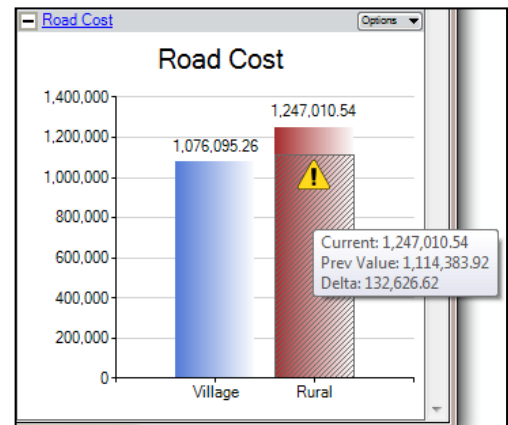 Road Cost
Options
Road Cost
1,400,000
1,247,010.54
1,200,000
1,076,095.26
1,000,000
800,000
Current: 1,247,010.54
Prev Value: 1,114,383.92
Delta: 132,626.62
600,000
400,000
200,000
0
Village Rural